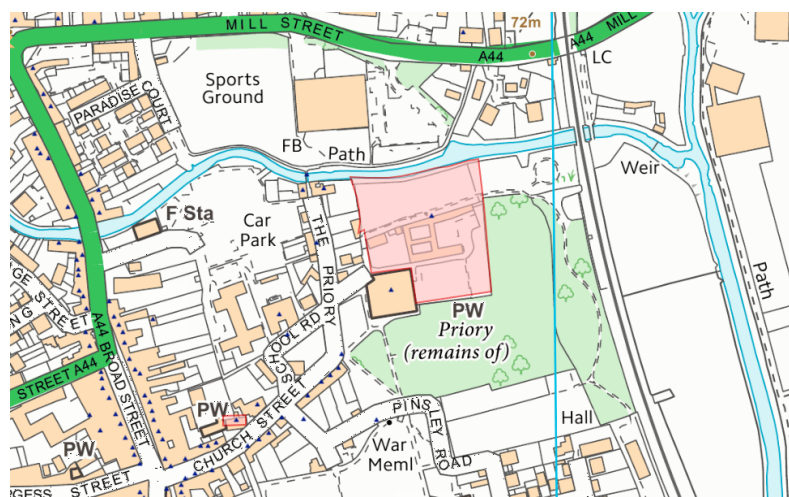 72m
MILL STREET
A44
A44 MILL
LC
Sports
Ground
PARADISE
COURT
FB
Path
Weir
F Sta
Car
Park
THE PRIORY
Path
PW
Priory
(remains of)
STREET
A44 BROAD STREET
STREET A44
SCHOOL RD
PW
CHURCH STREET
PINSLEY
ROAD
Hall
War
Meml
PW
STREET